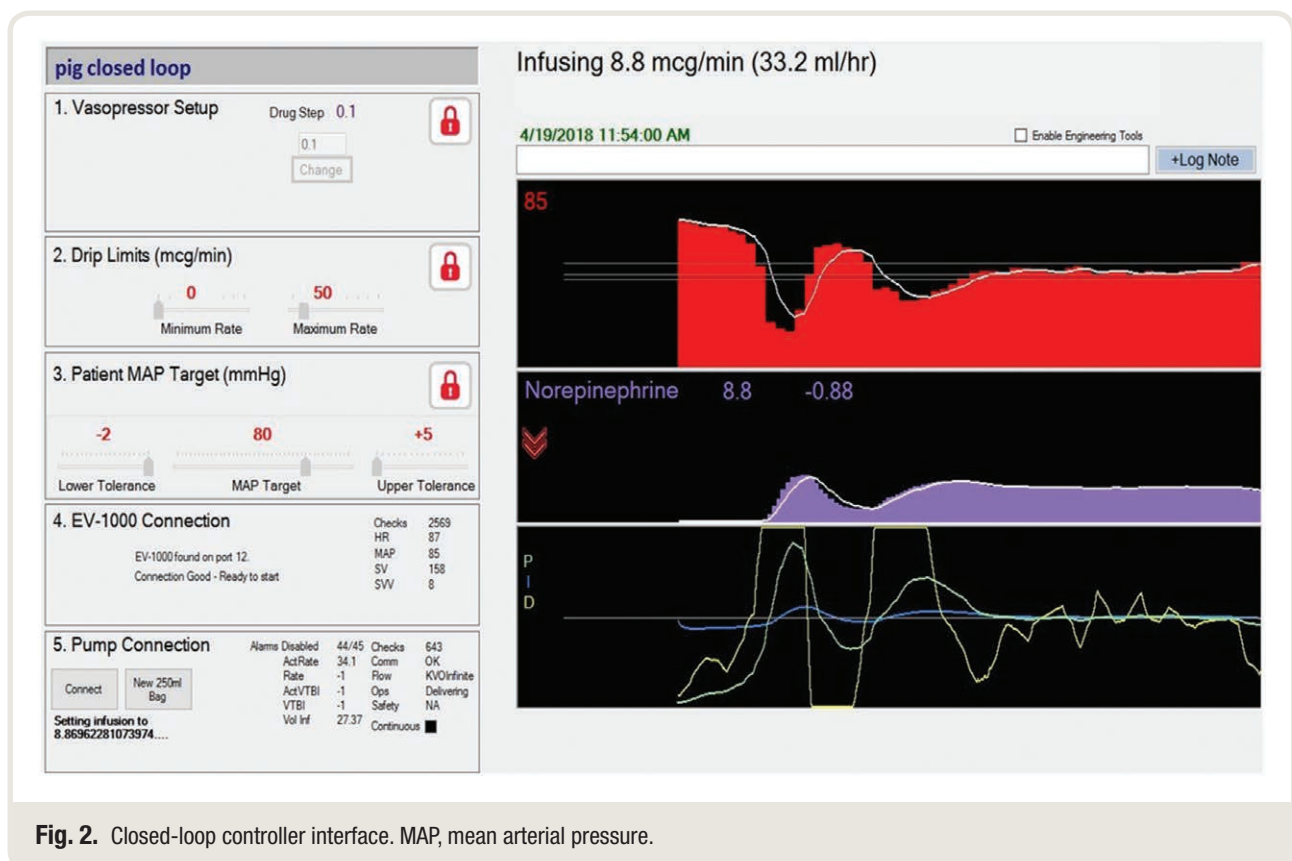 pig closed loop
1. Vasopressor Setup
Drug Step 0.1
0.1
Change
2. Drip Limits (mcg/min)
0 50
Minimum Rate Maximum Rate
3. Patient MAP Target (mmHg)
-2 80 +5
Lower Tolerance MAP Target Upper Tolerance
4. EV-1000 Connection
EV-1000 found on port 12.
Connection Good - Ready to start
Checks 2569
HR 87
MAP 85
SV 158
SVV 8
5. Pump Connection
Connect
New 250ml
Bag
Setting infusion to
8.86962281073974....
Alarms Disabled 44/45 Checks 643
ActRate 34.1 Comm OK
Rate -1 Flow KVOInfinite
ActVTBI -1 Ops Delivering
VTBI -1 Safety NA
Vol Inf 27.37 Continuous
Infusing 8.8 mcg/min (33.2 ml/hr)
4/19/2018 11:54:00 AM
Enable Engineering Tools
+Log Note
85
Norepinephrine 8.8 -0.88
P
I
D
Fig. 2. Closed-loop controller interface. MAP, mean arterial pressure.